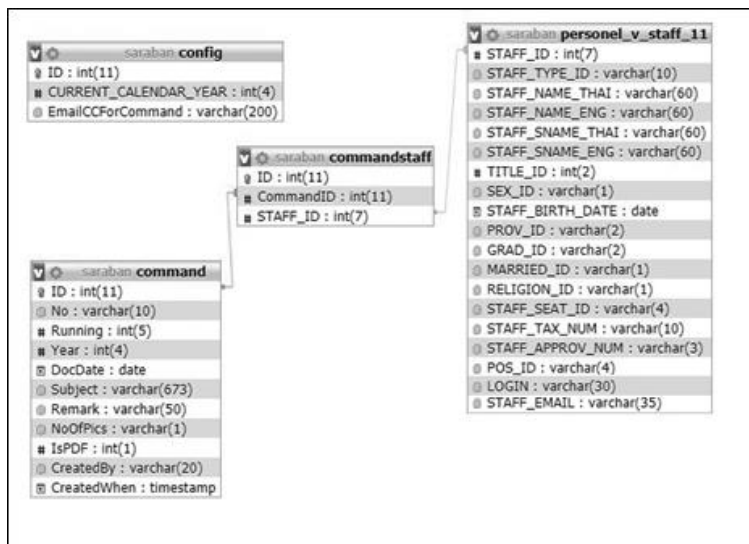 saraban config
ID : int(11)
CURRENT_CALENDAR_YEAR : int(4)
EmailCCForCommand : varchar(200)
saraban commandstaff
ID : int(11)
CommandID : int(11)
STAFF_ID : int(7)
saraban command
ID : int(11)
No : varchar(10)
Running : int(5)
Year : int(4)
DocDate : date
Subject : varchar(673)
Remark : varchar(50)
NoOfPics : varchar(1)
IsPDF : int(1)
CreatedBy : varchar(20)
CreatedWhen : timestamp
saraban personel_v_staff_11
STAFF_ID : int(7)
STAFF_TYPE_ID : varchar(10)
STAFF_NAME_THAI : varchar(60)
STAFF_NAME_ENG : varchar(60)
STAFF_SNAME_THAI : varchar(60)
STAFF_SNAME_ENG : varchar(60)
TITLE_ID : int(2)
SEX_ID : varchar(1)
STAFF_BIRTH_DATE : date
PROV_ID : varchar(2)
GRAD_ID : varchar(2)
MARRIED_ID : varchar(1)
RELIGION_ID : varchar(1)
STAFF_SEAT_ID : varchar(4)
STAFF_TAX_NUM : varchar(10)
STAFF_APPROV_NUM : varchar(3)
POS_ID : varchar(4)
LOGIN : varchar(30)
STAFF_EMAIL : varchar(35)